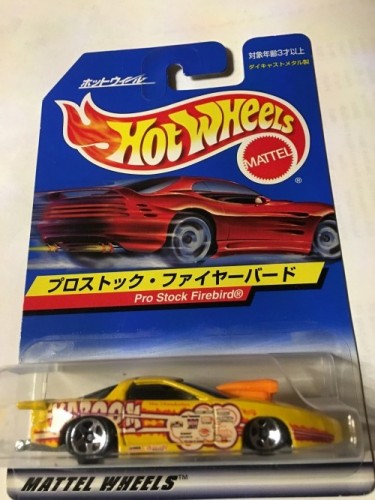 ホットウィール
対象年齢3才以上
ダイキャストメタル製
HOT WHEELS
MATTEL
®
プロストック・ファイヤーバード
Pro Stock Firebird®
MATTEL WHEELS™